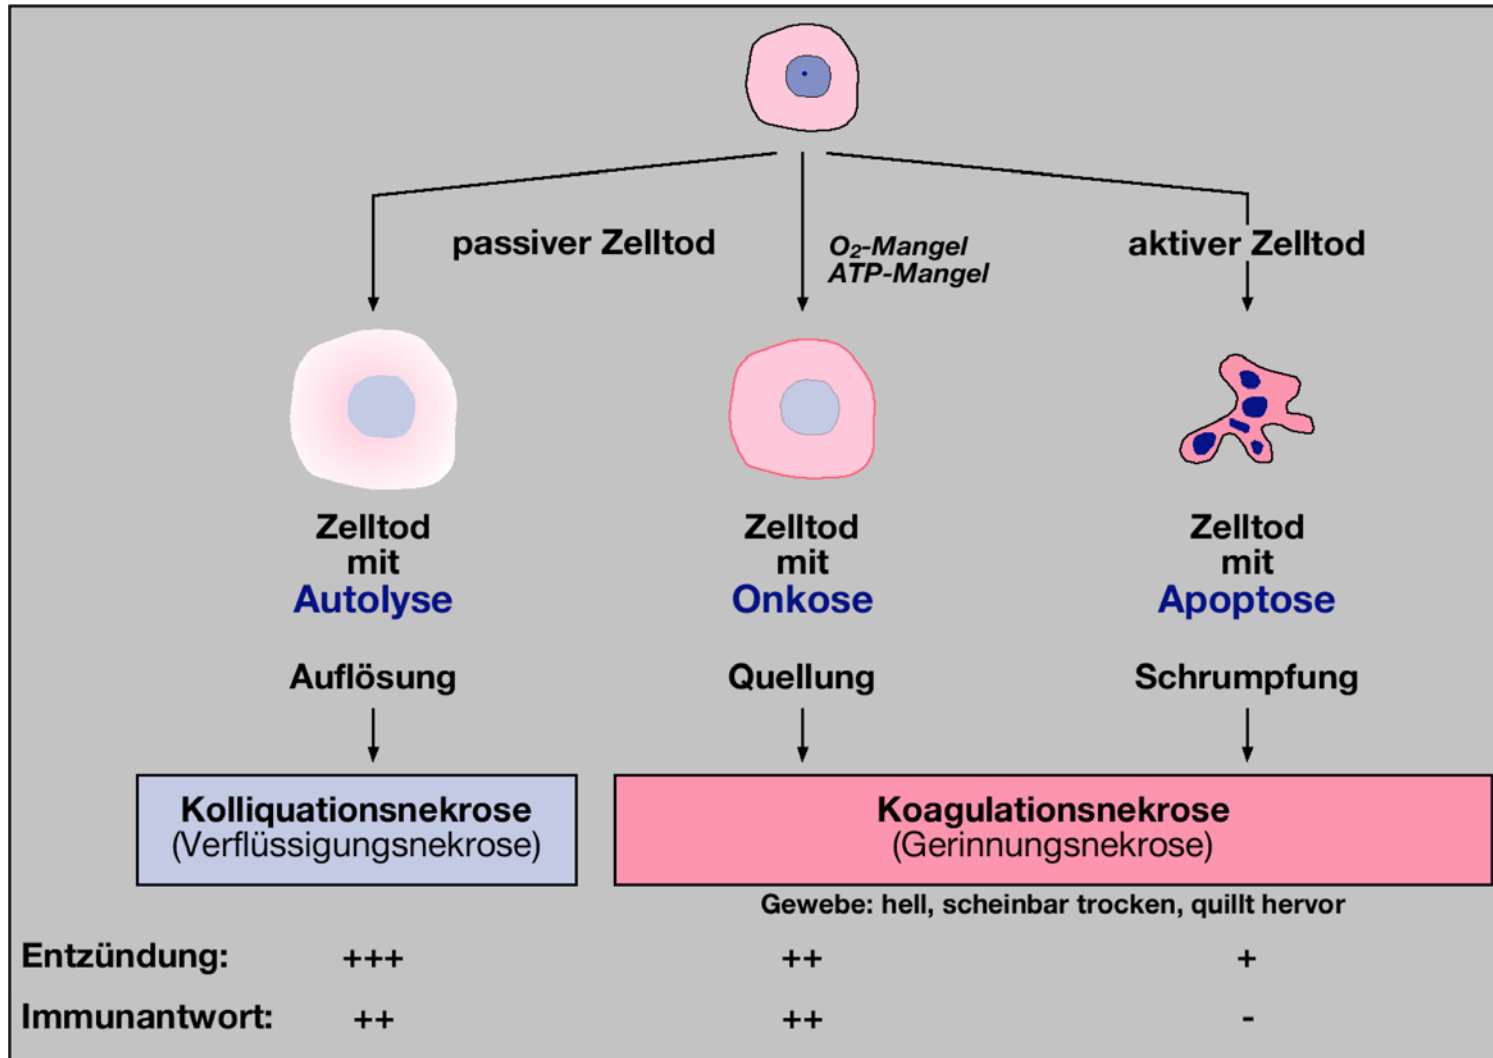 passiver Zelltod
O₂-Mangel
ATP-Mangel
aktiver Zelltod
Zelltod
mit
Autolyse
Zelltod
mit
Onkose
Zelltod
mit
Apoptose
Auflösung
Quellung
Schrumpfung
Kolliquationsnekrose
(Verflüssigungsnekrose)
Koagulationsnekrose
(Gerinnungsnekrose)
Gewebe: hell, scheinbar trocken, quillt hervor
Entzündung: +++ ++ +
Immunantwort: ++ ++ -